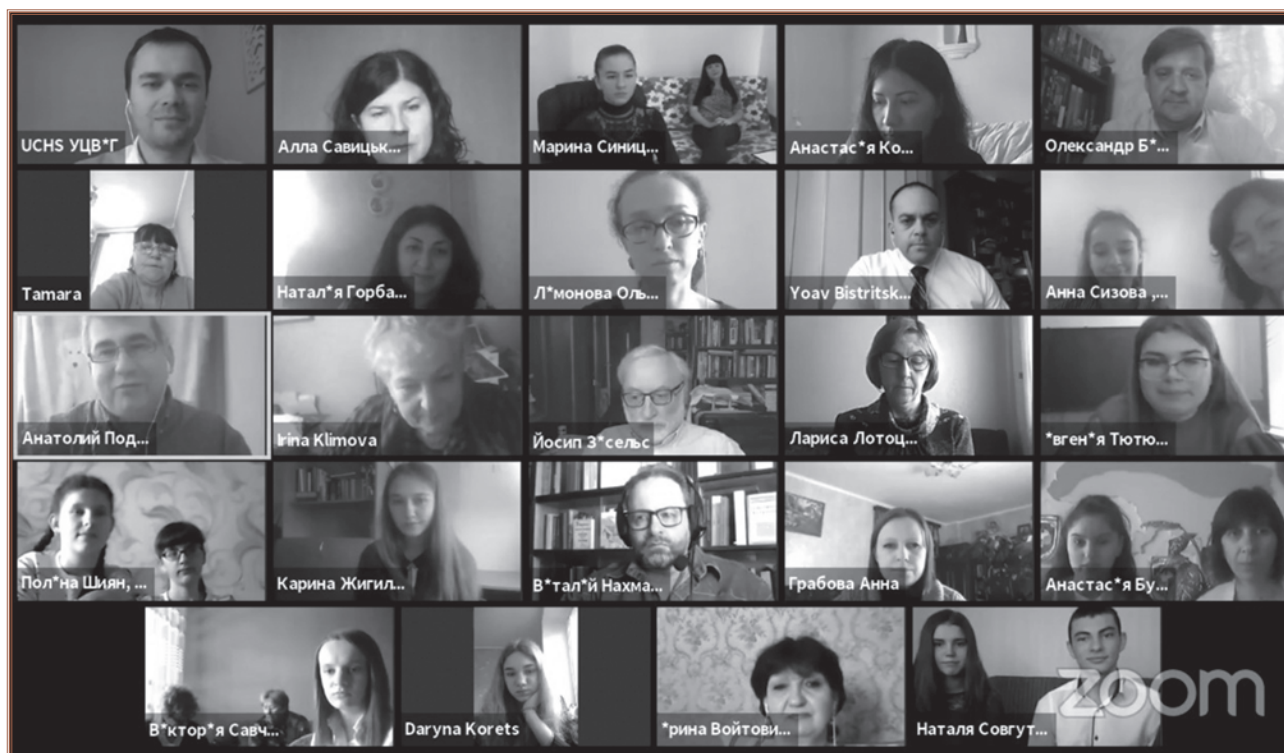 UCHS УЦВ*Г
Алла Савицьк...
Марина Синиц...
Анастас*я Ко...
Олександр Б*...
Tamara
Натал*я Горба...
Л*монова Оль...
Yoav Bistritsk...
Анна Сизова ,...
Анатолий Под...
Irina Klimova
Йосип З*сельс
Лариса Лотоц...
*вген*я Тютю...
Пол*на Шиян, ...
Карина Жигил...
В*тал*й Нахма...
Грабова Анна
Анастас*я Бу...
В*ктор*я Савч...
Daryna Korets
*рина Войтови...
Наталя Совгут...
zoom